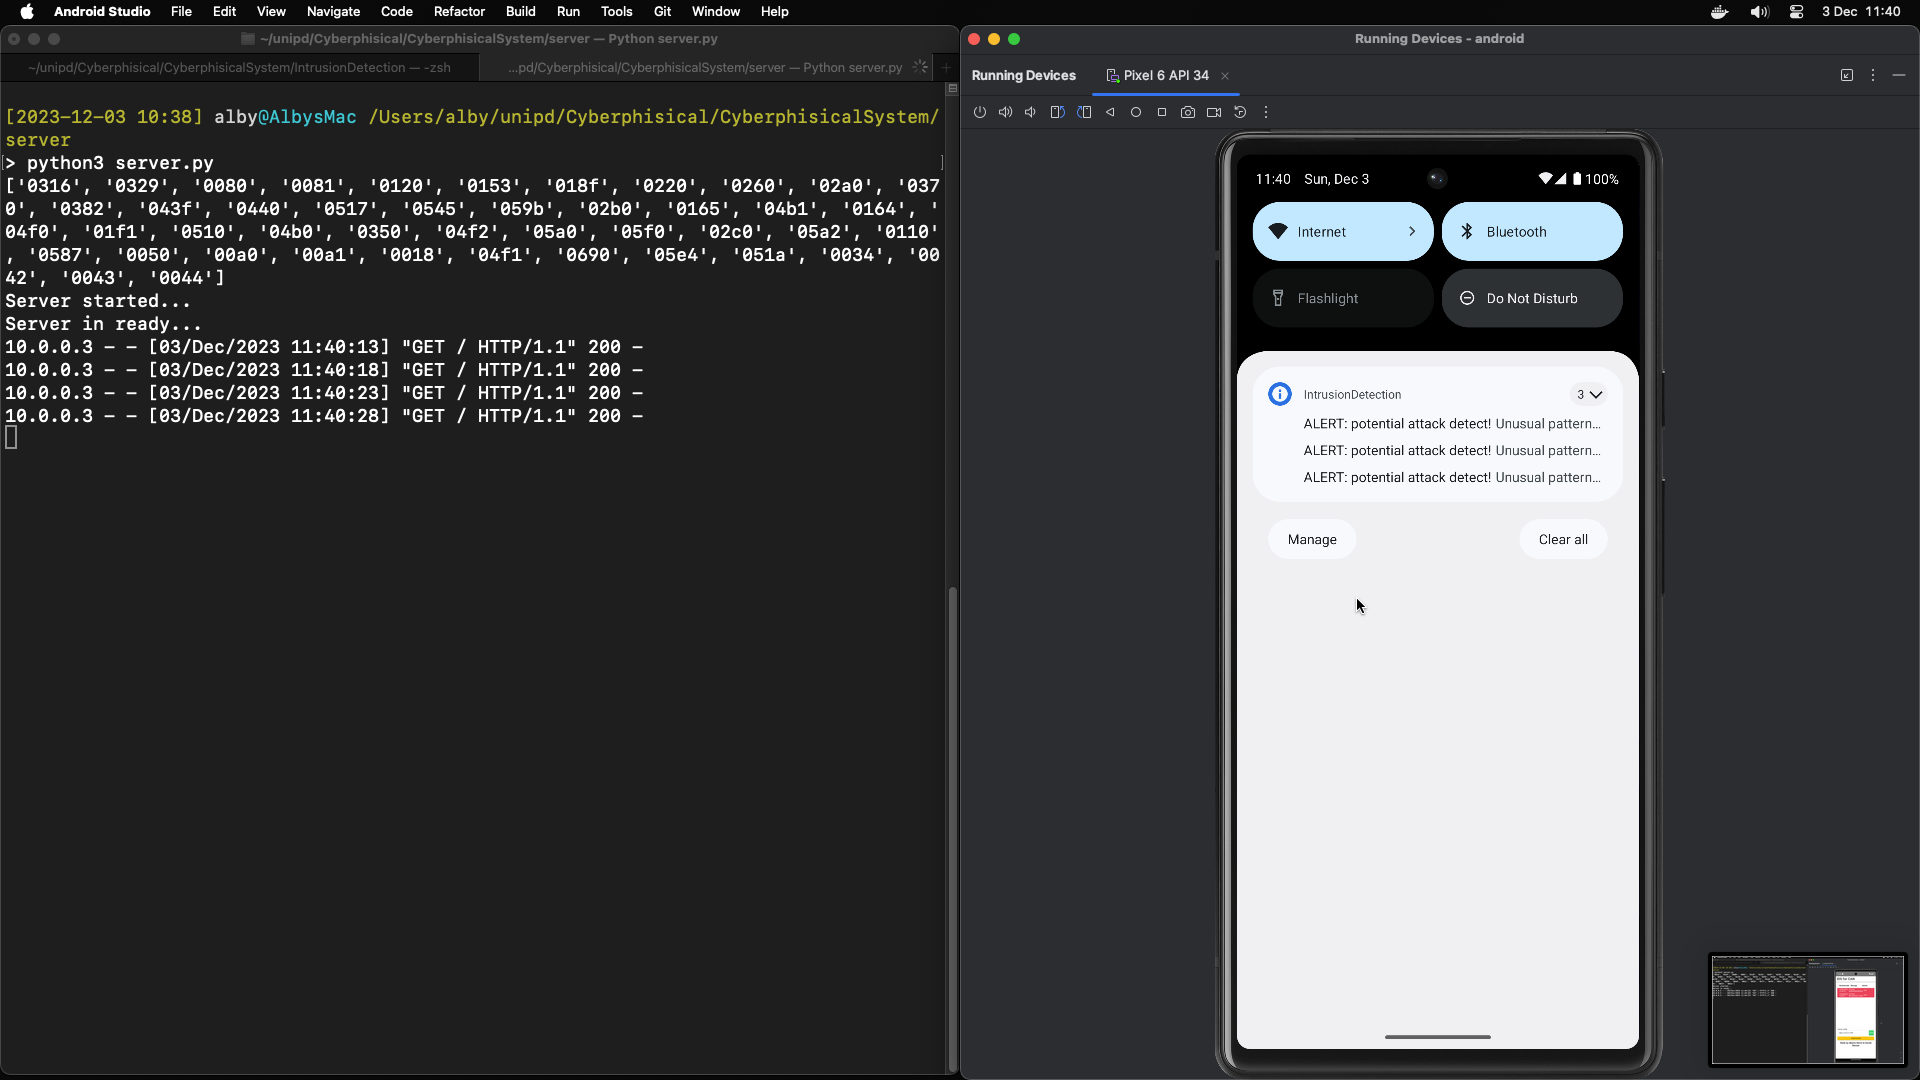 Android Studio File Edit View Navigate Code Refactor Build Run Tools Git Window Help 3 Dec 11:40
~/unipd/Cyberphisical/CyberphisicalSystem/server — Python server.py
~/unipd/Cyberphisical/CyberphisicalSystem/IntrusionDetection — -zsh
...pd/Cyberphisical/CyberphisicalSystem/server — Python server.py
[2023-12-03 10:38] alby@AlbysMac /Users/alby/unipd/Cyberphisical/CyberphisicalSystem/
server
[> python3 server.py ]
['0316', '0329', '0080', '0081', '0120', '0153', '018f', '0220', '0260', '02a0', '037
0', '0382', '043f', '0440', '0517', '0545', '059b', '02b0', '0165', '04b1', '0164', '
04f0', '01f1', '0510', '04b0', '0350', '04f2', '05a0', '05f0', '02c0', '05a2', '0110'
, '0587', '0050', '00a0', '00a1', '0018', '04f1', '0690', '05e4', '051a', '0034', '00
42', '0043', '0044']
Server started...
Server in ready...
10.0.0.3 - - [03/Dec/2023 11:40:13] "GET / HTTP/1.1" 200 -
10.0.0.3 - - [03/Dec/2023 11:40:18] "GET / HTTP/1.1" 200 -
10.0.0.3 - - [03/Dec/2023 11:40:23] "GET / HTTP/1.1" 200 -
10.0.0.3 - - [03/Dec/2023 11:40:28] "GET / HTTP/1.1" 200 -
Running Devices - android
Running Devices Pixel 6 API 34
11:40 Sun, Dec 3 100%
Internet Bluetooth
Flashlight Do Not Disturb
IntrusionDetection 3
ALERT: potential attack detect! Unusual pattern...
ALERT: potential attack detect! Unusual pattern...
ALERT: potential attack detect! Unusual pattern...
Manage Clear all